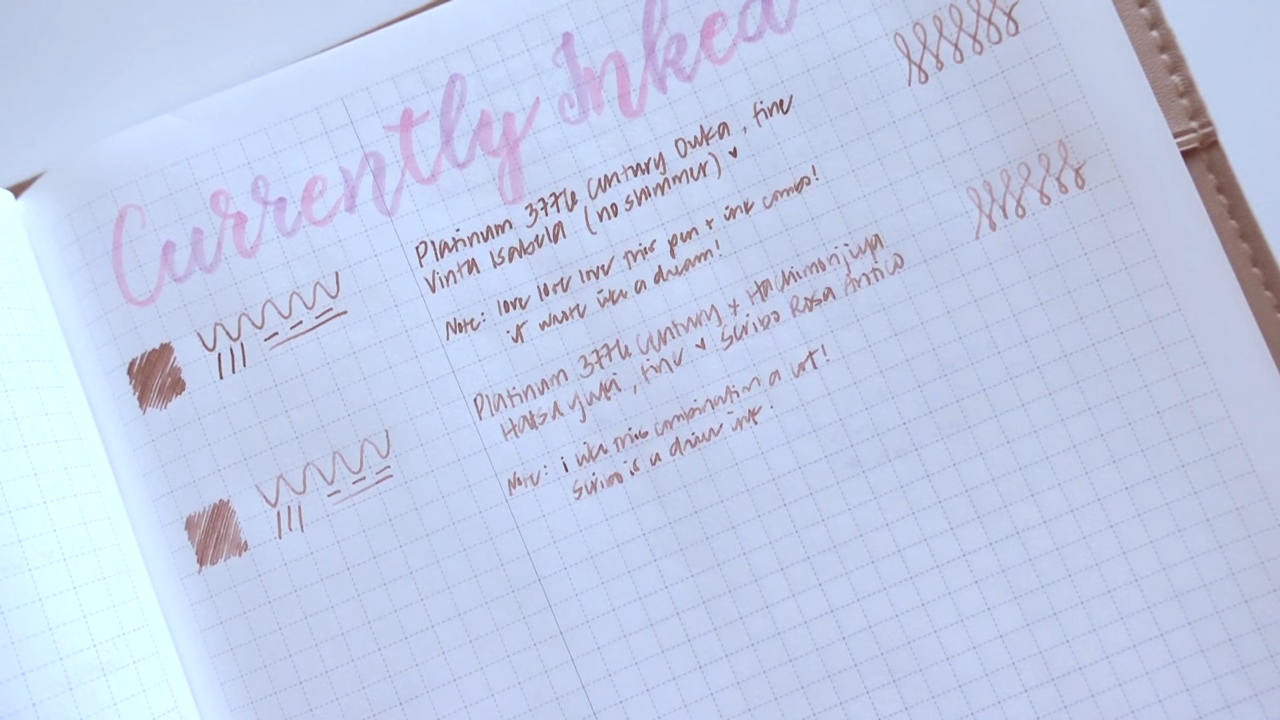 Currently Inked
Platinum 3776 Century Ouka, fine
Vinta Isabela (no shimmer) ♥
Note: love love love this pen + ink combo!
it wrote like a dream!
Platinum 3776 Century + Hachimonjiya
Hatsuyuki, fine ♥ Scribo Rosa Antico
Note: i like this combination a lot!
Scribo is a drier ink.